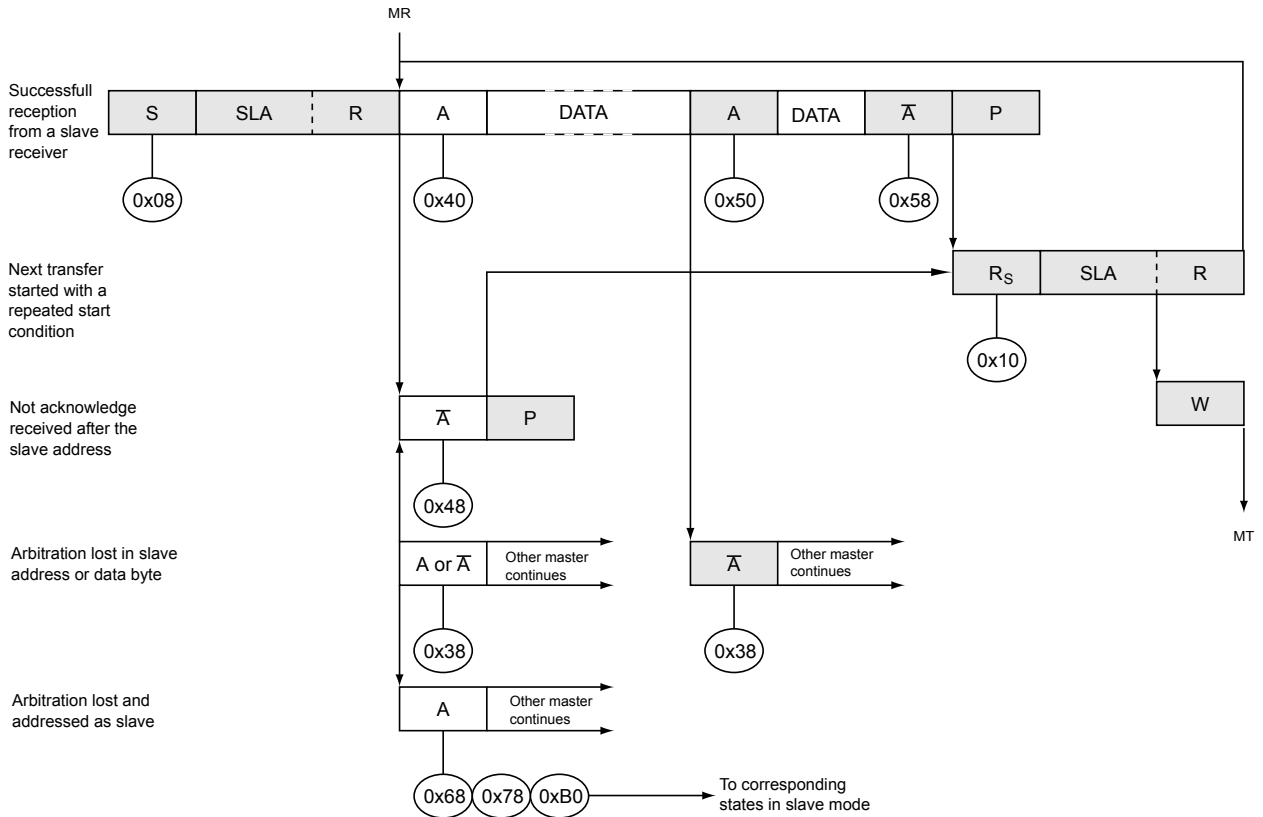 MR
Successfull
reception
from a slave
receiver
S SLA R A DATA A DATA A̅ P
0x08 0x40 0x50 0x58
Next transfer
started with a
repeated start
condition
RS SLA R
0x10
Not acknowledge
received after the
slave address
A̅ P
W
0x48
MT
Arbitration lost in slave
address or data byte
A or A̅ Other master
continues
A̅ Other master
continues
0x38 0x38
Arbitration lost and
addressed as slave
A Other master
continues
0x68 0x78 0xB0 To corresponding
states in slave mode